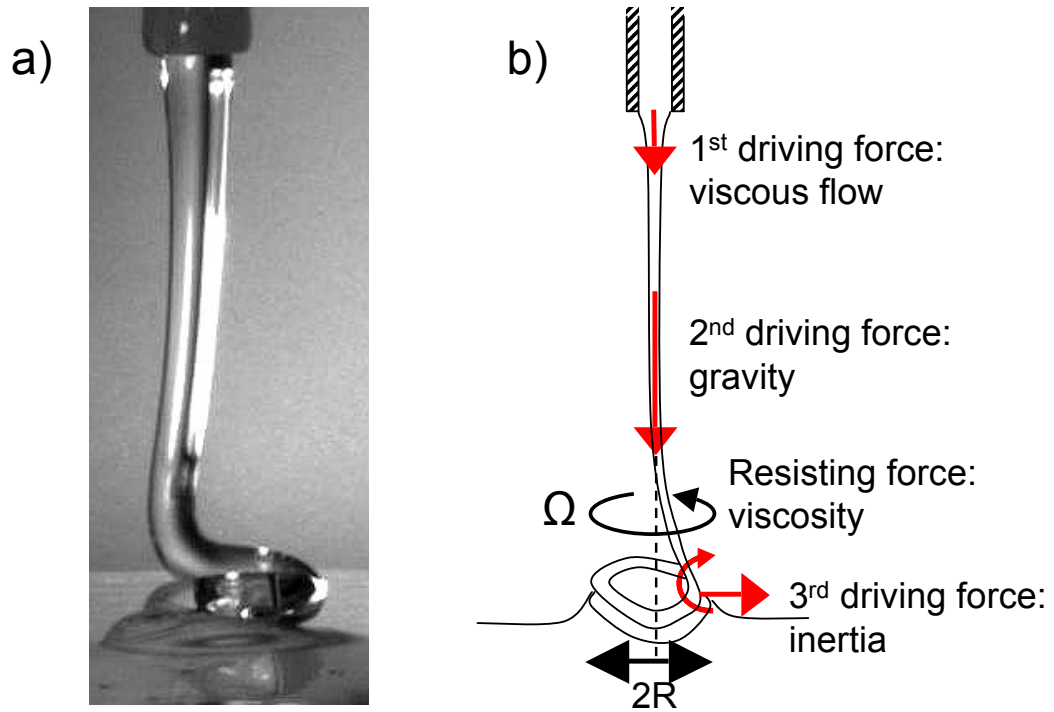 a)
b)
1st driving force:
viscous flow
2nd driving force:
gravity
Resisting force:
viscosity
Ω
3rd driving force:
inertia
2R